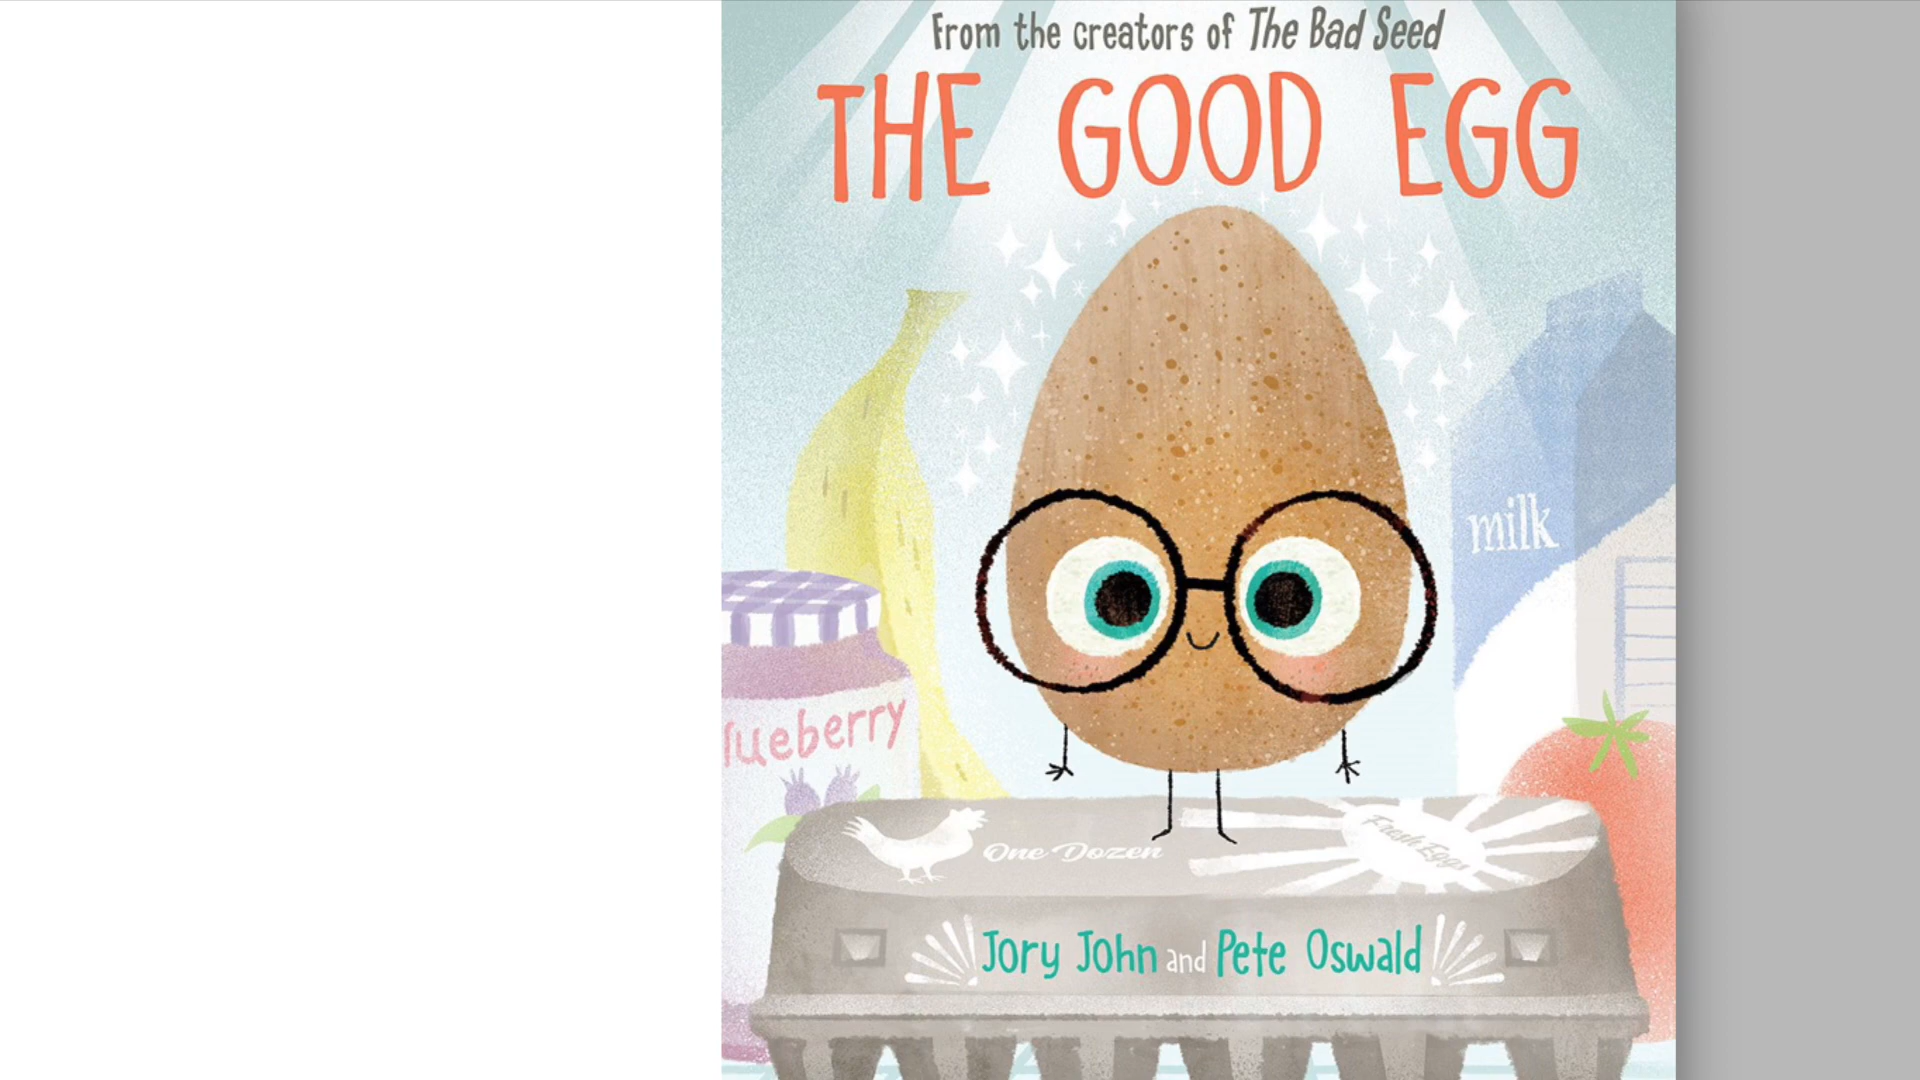 From the creators of The Bad Seed
THE GOOD EGG
milk
lueberry
One Dozen
Fresh Eggs
Jory John and Pete Oswald